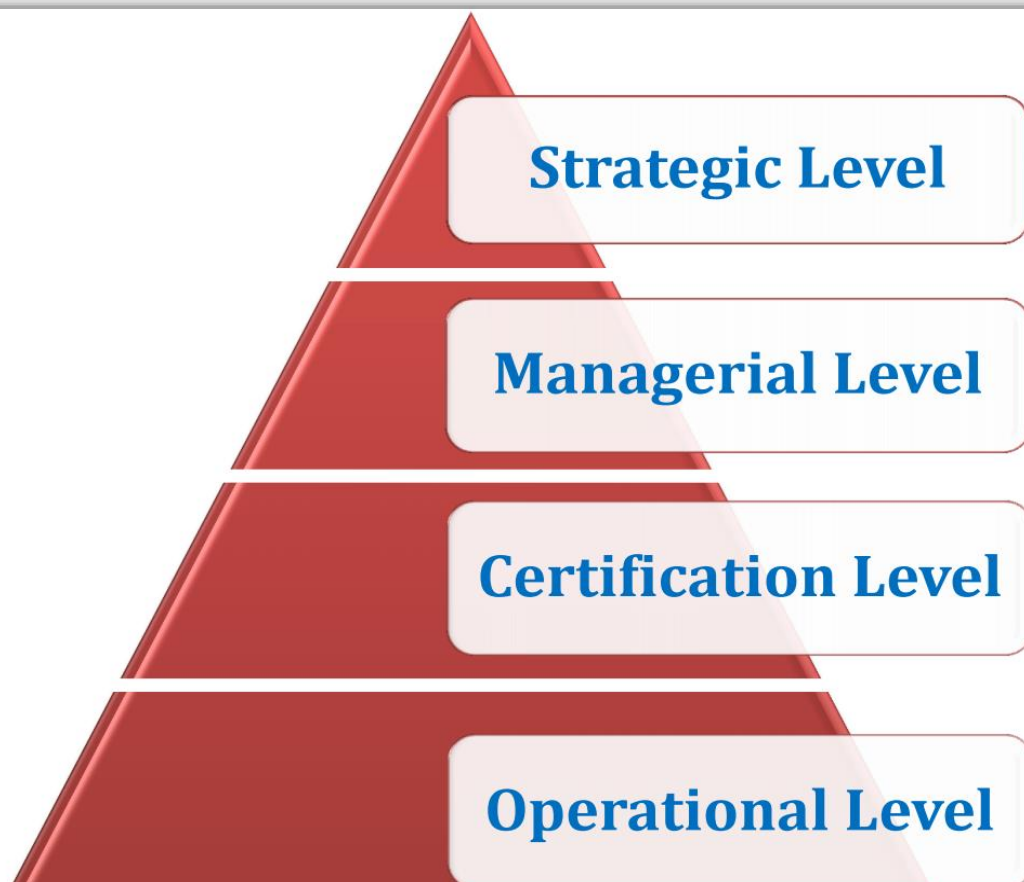 Strategic Level
Managerial Level
Certification Level
Operational Level